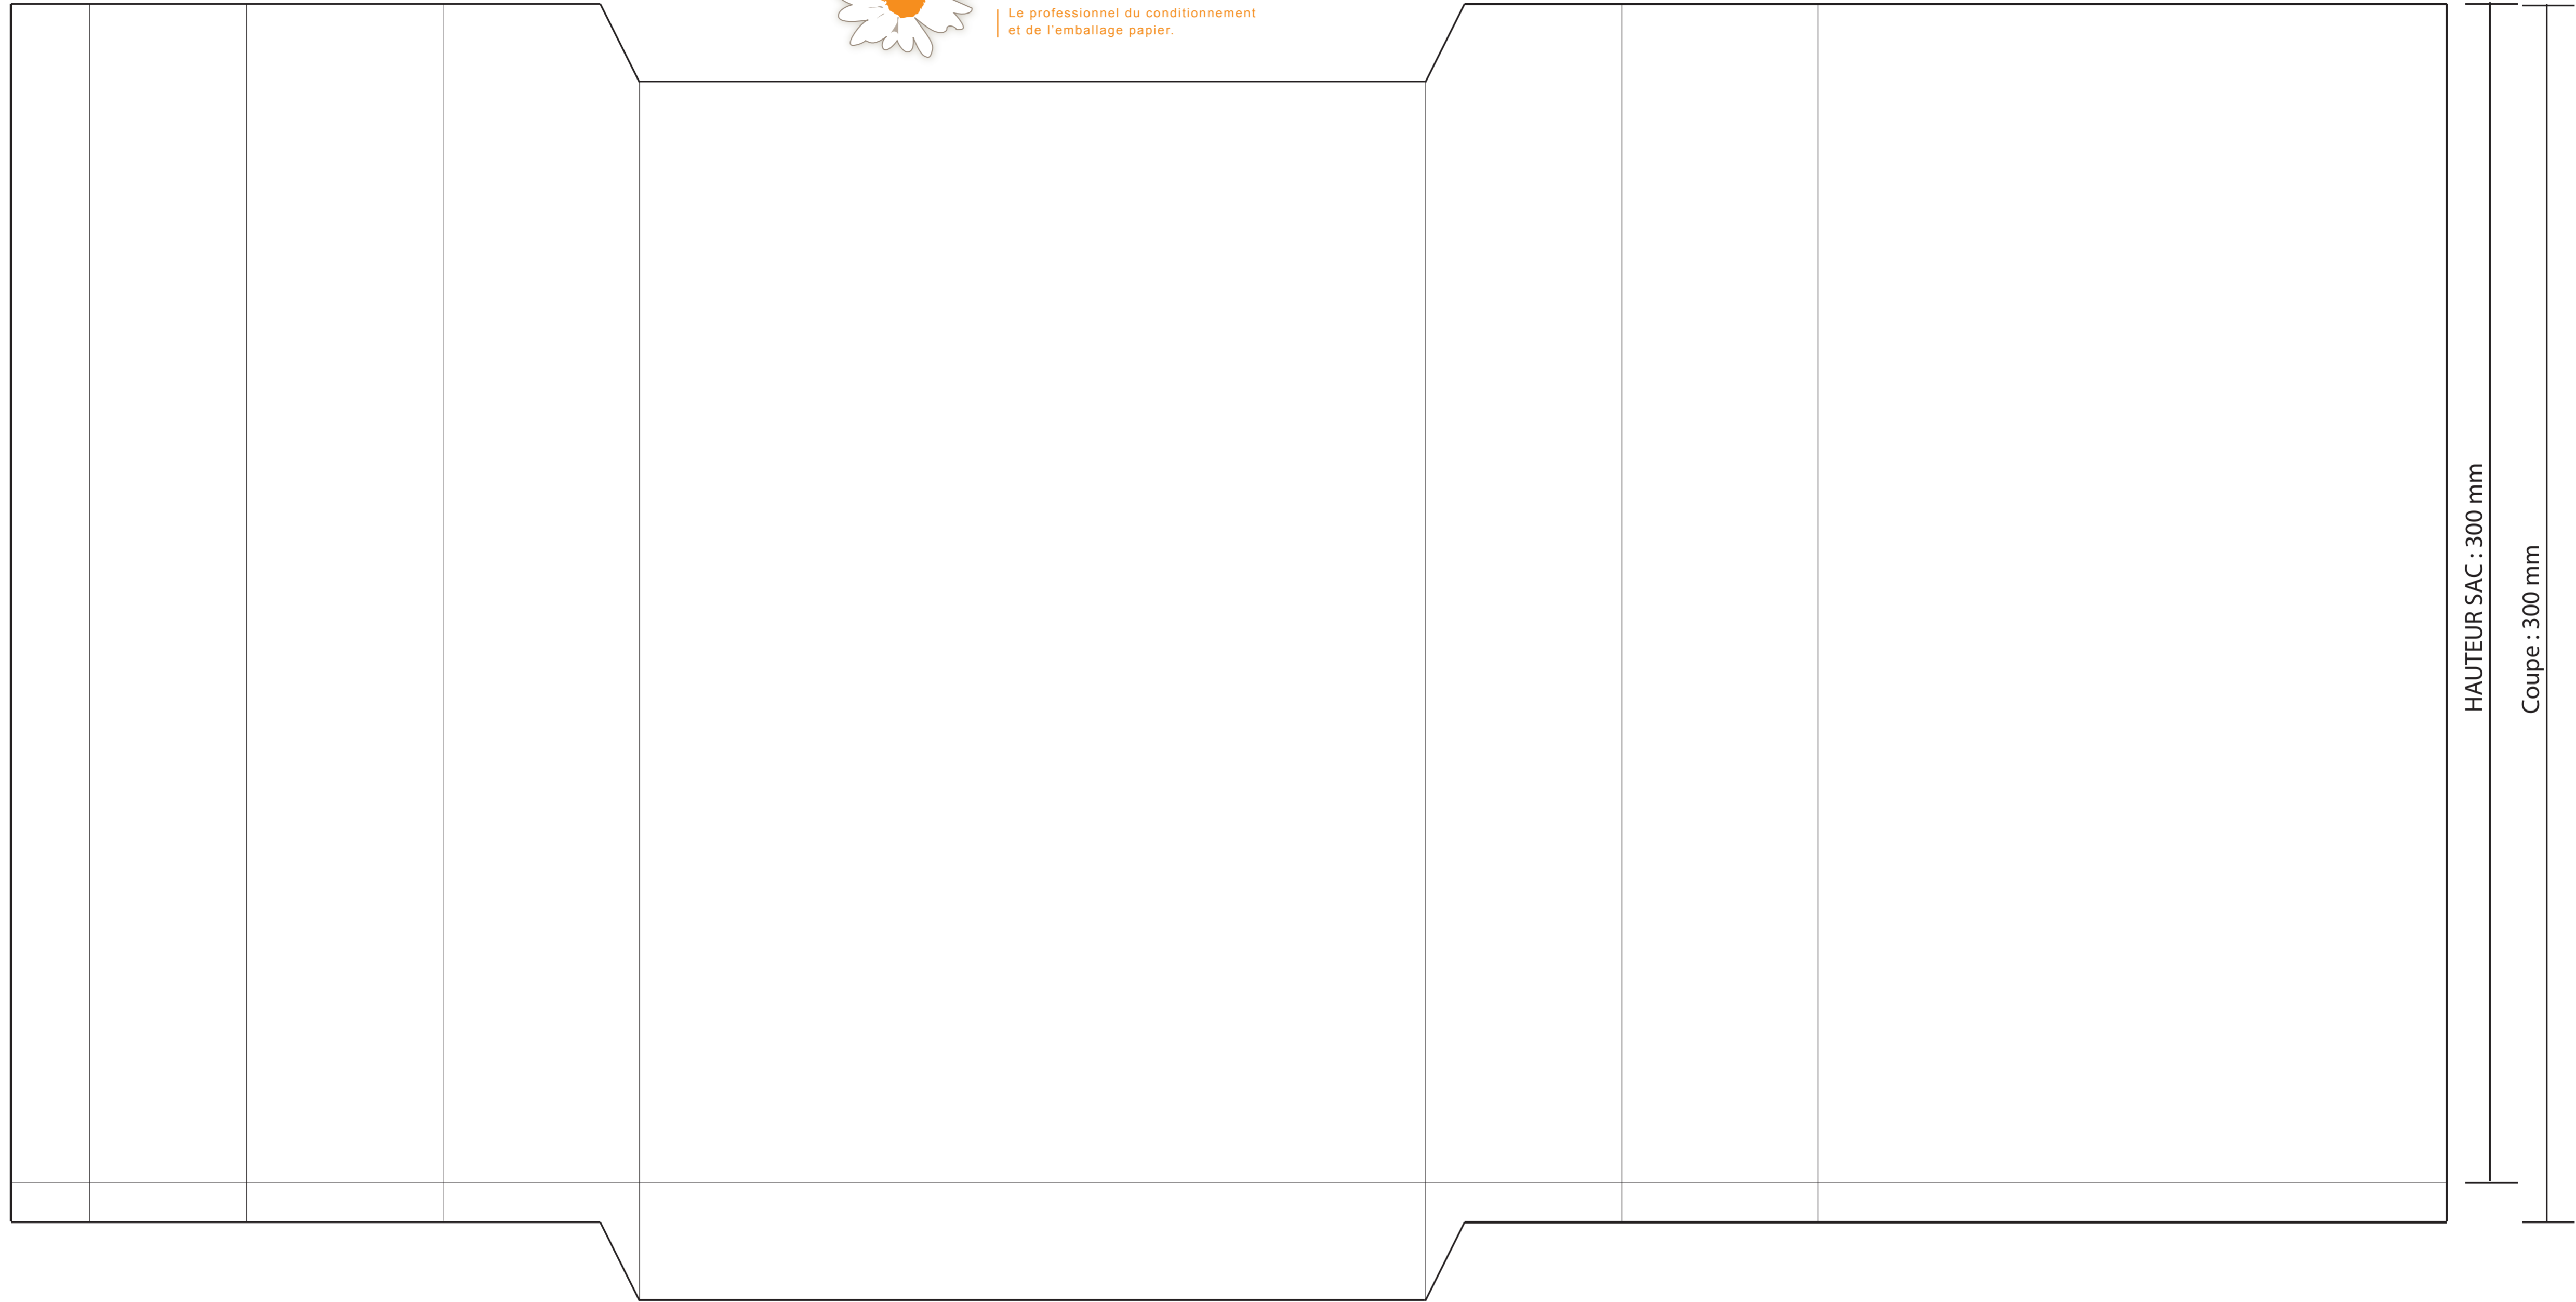 Le professionnel du conditionnement
et de l'emballage papier.
HAUTEUR SAC : 300 mm
Coupe : 300 mm